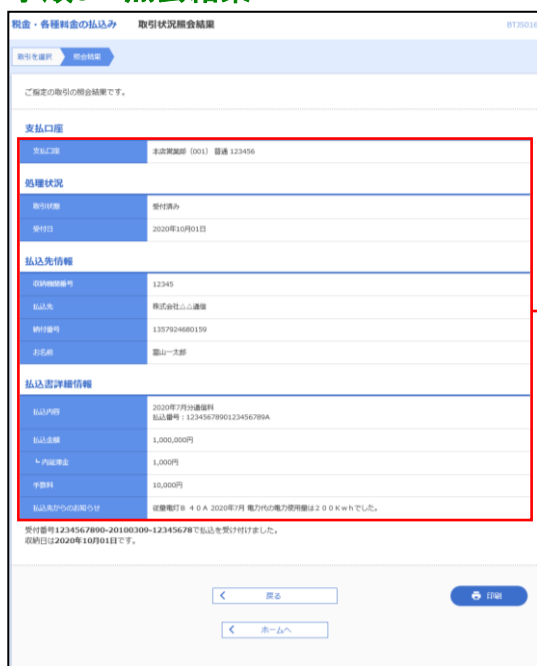 税金・各種料金の払込み 取引状況照会結果 BTJS016
取引を選択 照会結果
ご指定の取引の照会結果です。
支払口座
支払口座 本店営業部（001） 普通 123456
処理状況
取引状態 受付済み
受付日 2020年10月01日
払込先情報
収納機関番号 12345
払込先 株式会社△△通信
納付番号 1357924680159
お名前 富山一太郎
払込書詳細情報
払込内容 2020年7月分通信料
払込番号：1234567890123456789A
払込金額 1,000,000円
┗ 内延滞金 1,000円
手数料 10,000円
払込先からのお知らせ 従量電灯B ４０A 2020年7月 電力代の電力使用量は２００Kwhでした。
受付番号1234567890-20100309-12345678で払込を受け付けました。
収納日は2020年10月01日です。
戻る 印刷
ホームへ